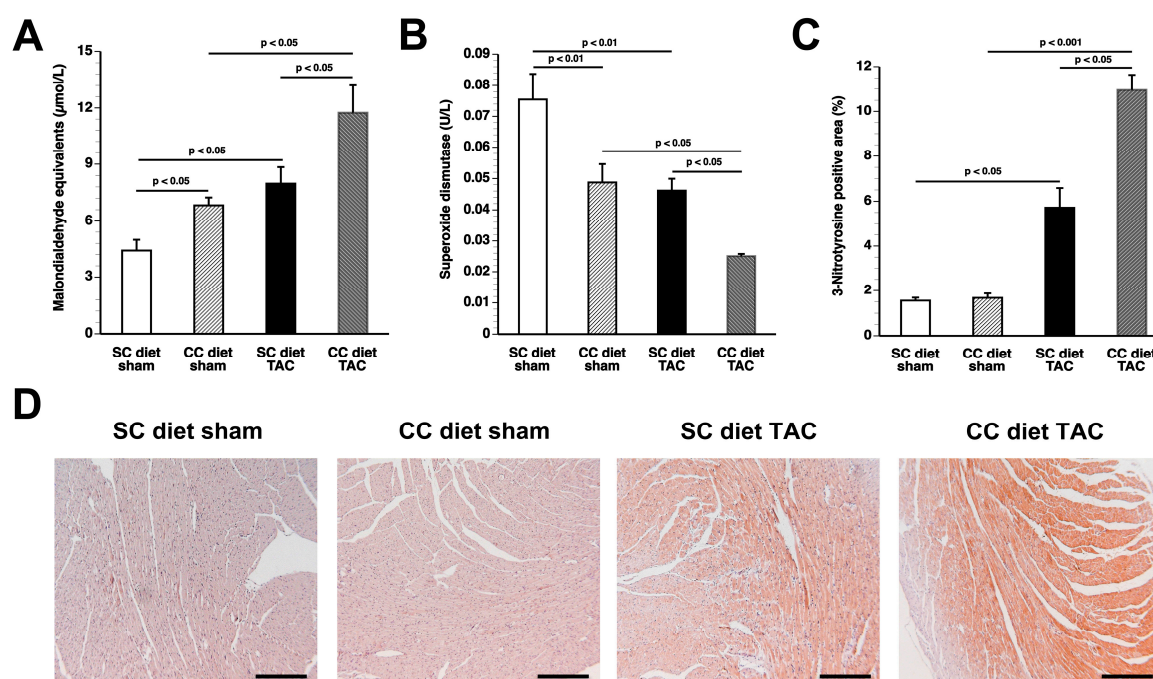 A
Malondialdehyde equivalents (µmol/L)
15
12
9
6
3
0
p < 0.05
p < 0.05
p < 0.05
p < 0.05
SC diet
sham
CC diet
sham
SC diet
TAC
CC diet
TAC
B
Superoxide dismutase (U/L)
0.09
0.08
0.07
0.06
0.05
0.04
0.03
0.02
0.01
0
p < 0.01
p < 0.01
p < 0.05
p < 0.05
SC diet
sham
CC diet
sham
SC diet
TAC
CC diet
TAC
C
3-Nitrotyrosine positive area (%)
12
10
8
6
4
2
0
p < 0.001
p < 0.05
p < 0.05
SC diet
sham
CC diet
sham
SC diet
TAC
CC diet
TAC
D
SC diet sham
CC diet sham
SC diet TAC
CC diet TAC